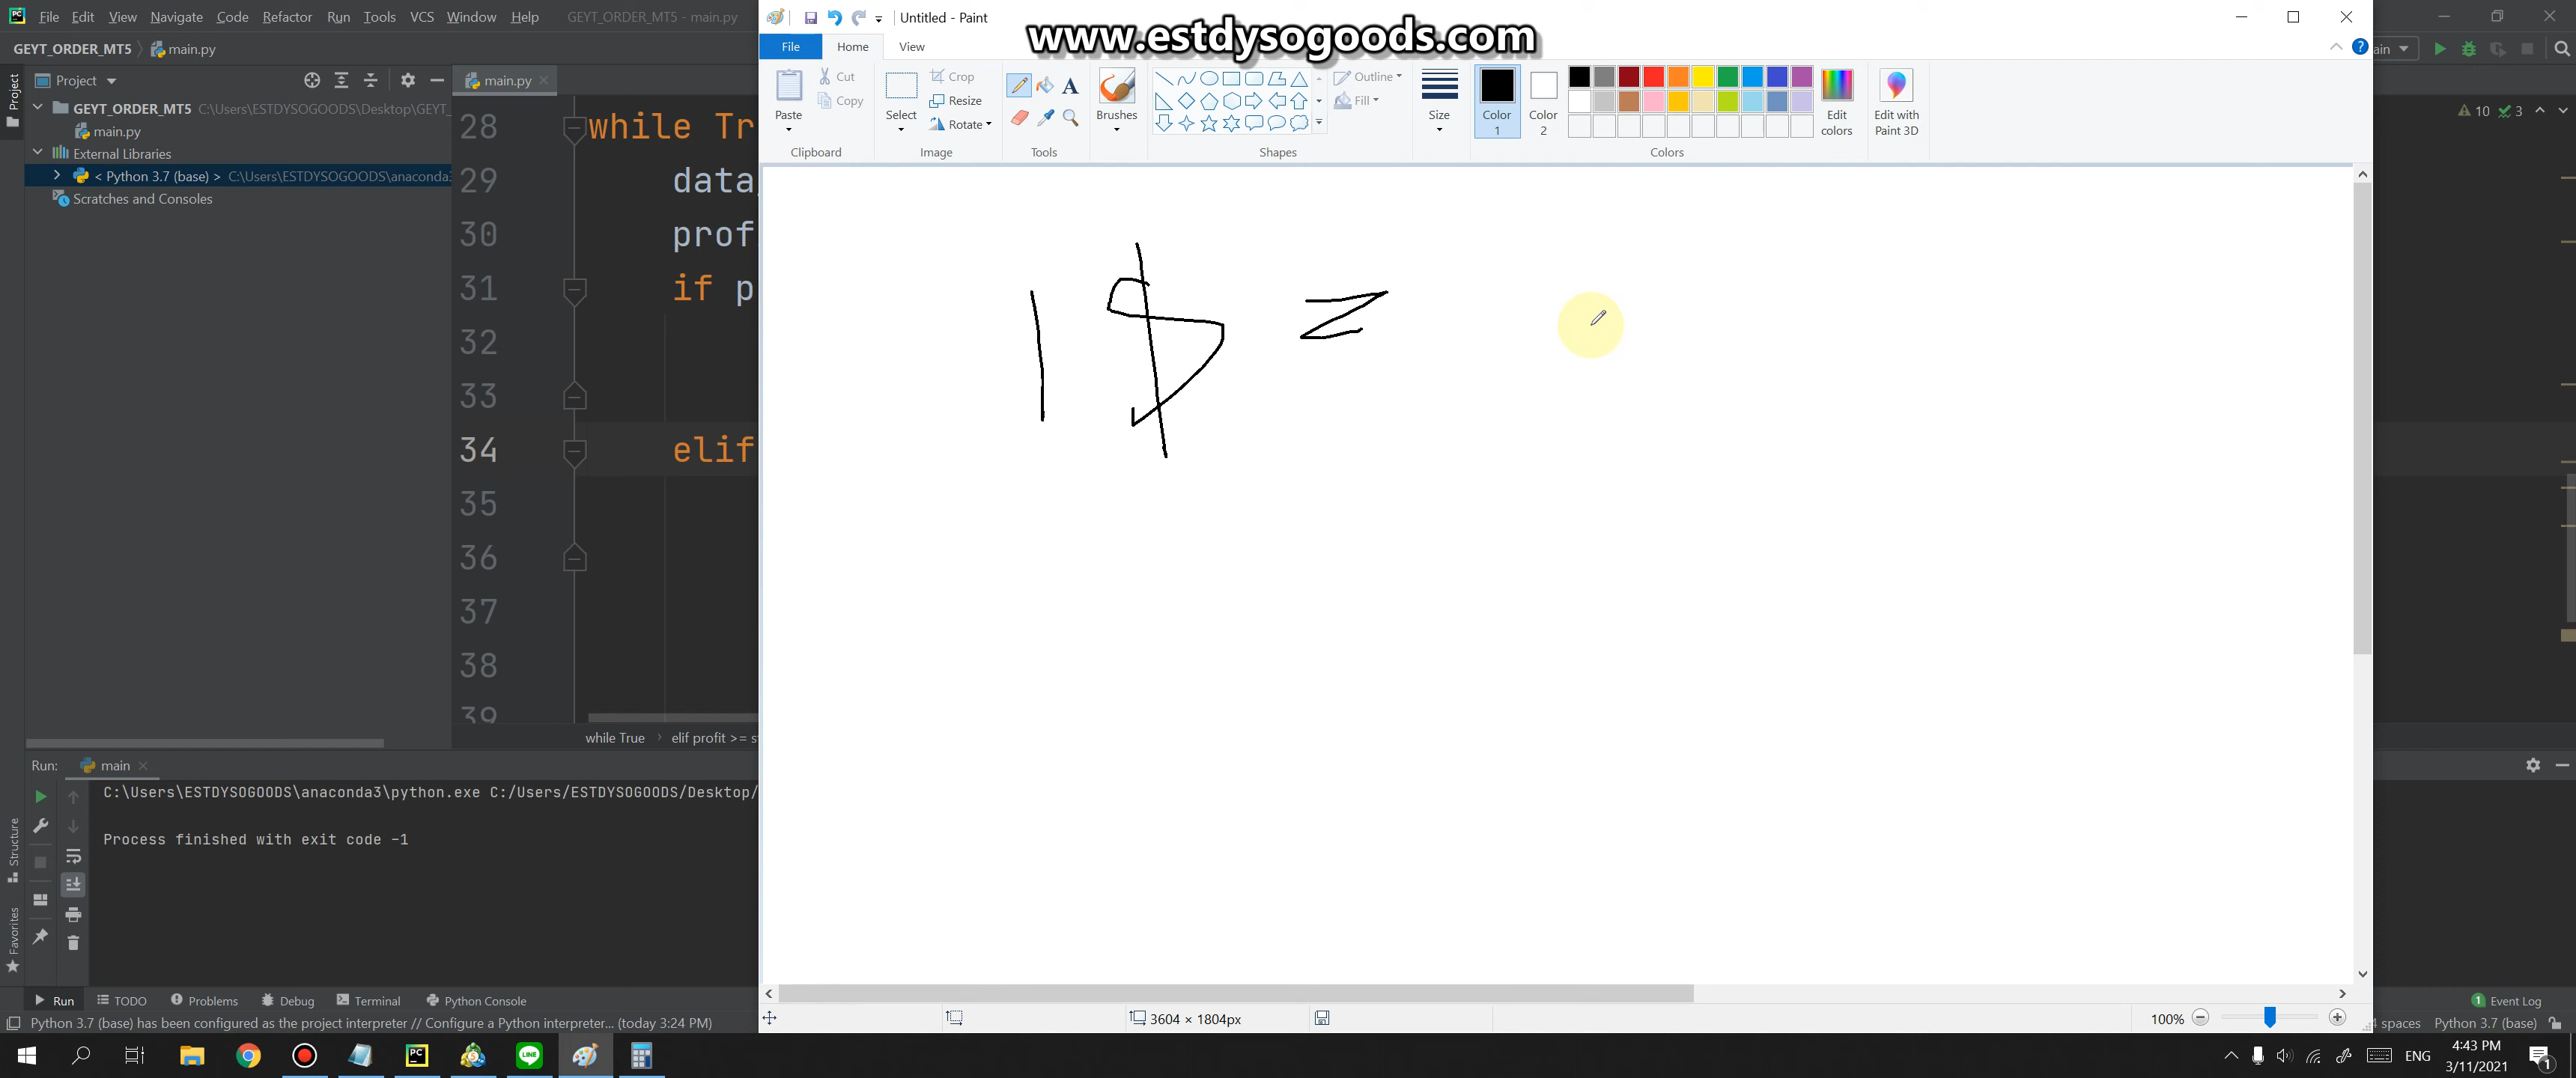 File Edit View Navigate Code Refactor Run Tools VCS Window Help GEYT_ORDER_MT5 - main.py
Untitled - Paint
www.estdysogoods.com
GEYT_ORDER_MT5 main.py
File Home View
Project main.py
Cut
Crop
Outline
Copy
Resize
Fill
Paste Select Rotate Brushes Size Color 1 Color 2 Edit colors Edit with Paint 3D
Clipboard Image Tools Shapes Colors
Project
GEYT_ORDER_MT5 C:\Users\ESTDYSOGOODS\Desktop\GEYT_
main.py
External Libraries
< Python 3.7 (base) > C:\Users\ESTDYSOGOODS\anaconda3
Scratches and Consoles
10 3
28 while Tr
29 data
30 prof
31 if p
32
33
34 elif
35
36
37
38
39
1 $ =
while True elif profit >= s
Run: main
C:\Users\ESTDYSOGOODS\anaconda3\python.exe C:/Users/ESTDYSOGOODS/Desktop/
Process finished with exit code -1
Structure
Favorites
Run TODO Problems Debug Terminal Python Console
1 Event Log
Python 3.7 (base) has been configured as the project interpreter // Configure a Python interpreter... (today 3:24 PM)
3604 × 1804px
100%
spaces Python 3.7 (base)
ENG
4:43 PM
3/11/2021
1